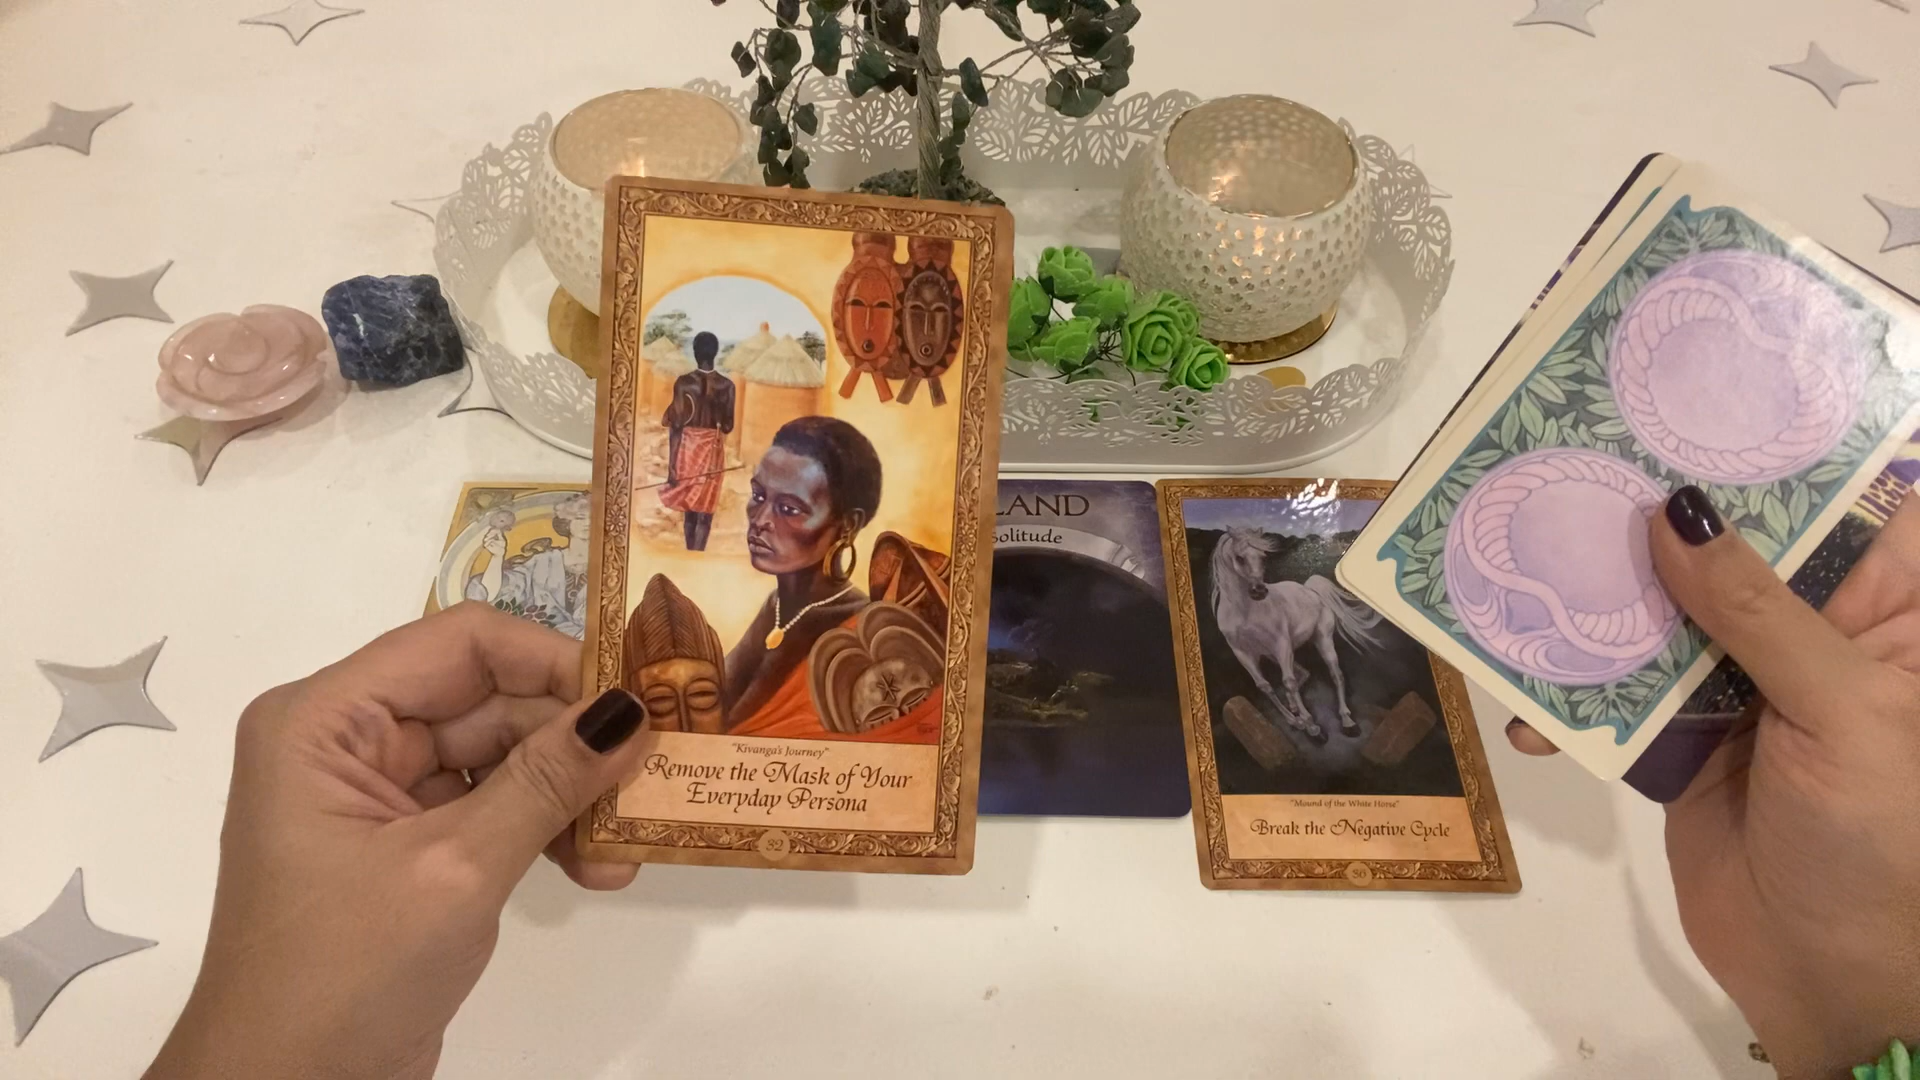 "Kivanga's Journey"
Remove the Mask of Your
Everyday Persona
32
LAND
Solitude
"Mound of the White Horse"
Break the Negative Cycle
36